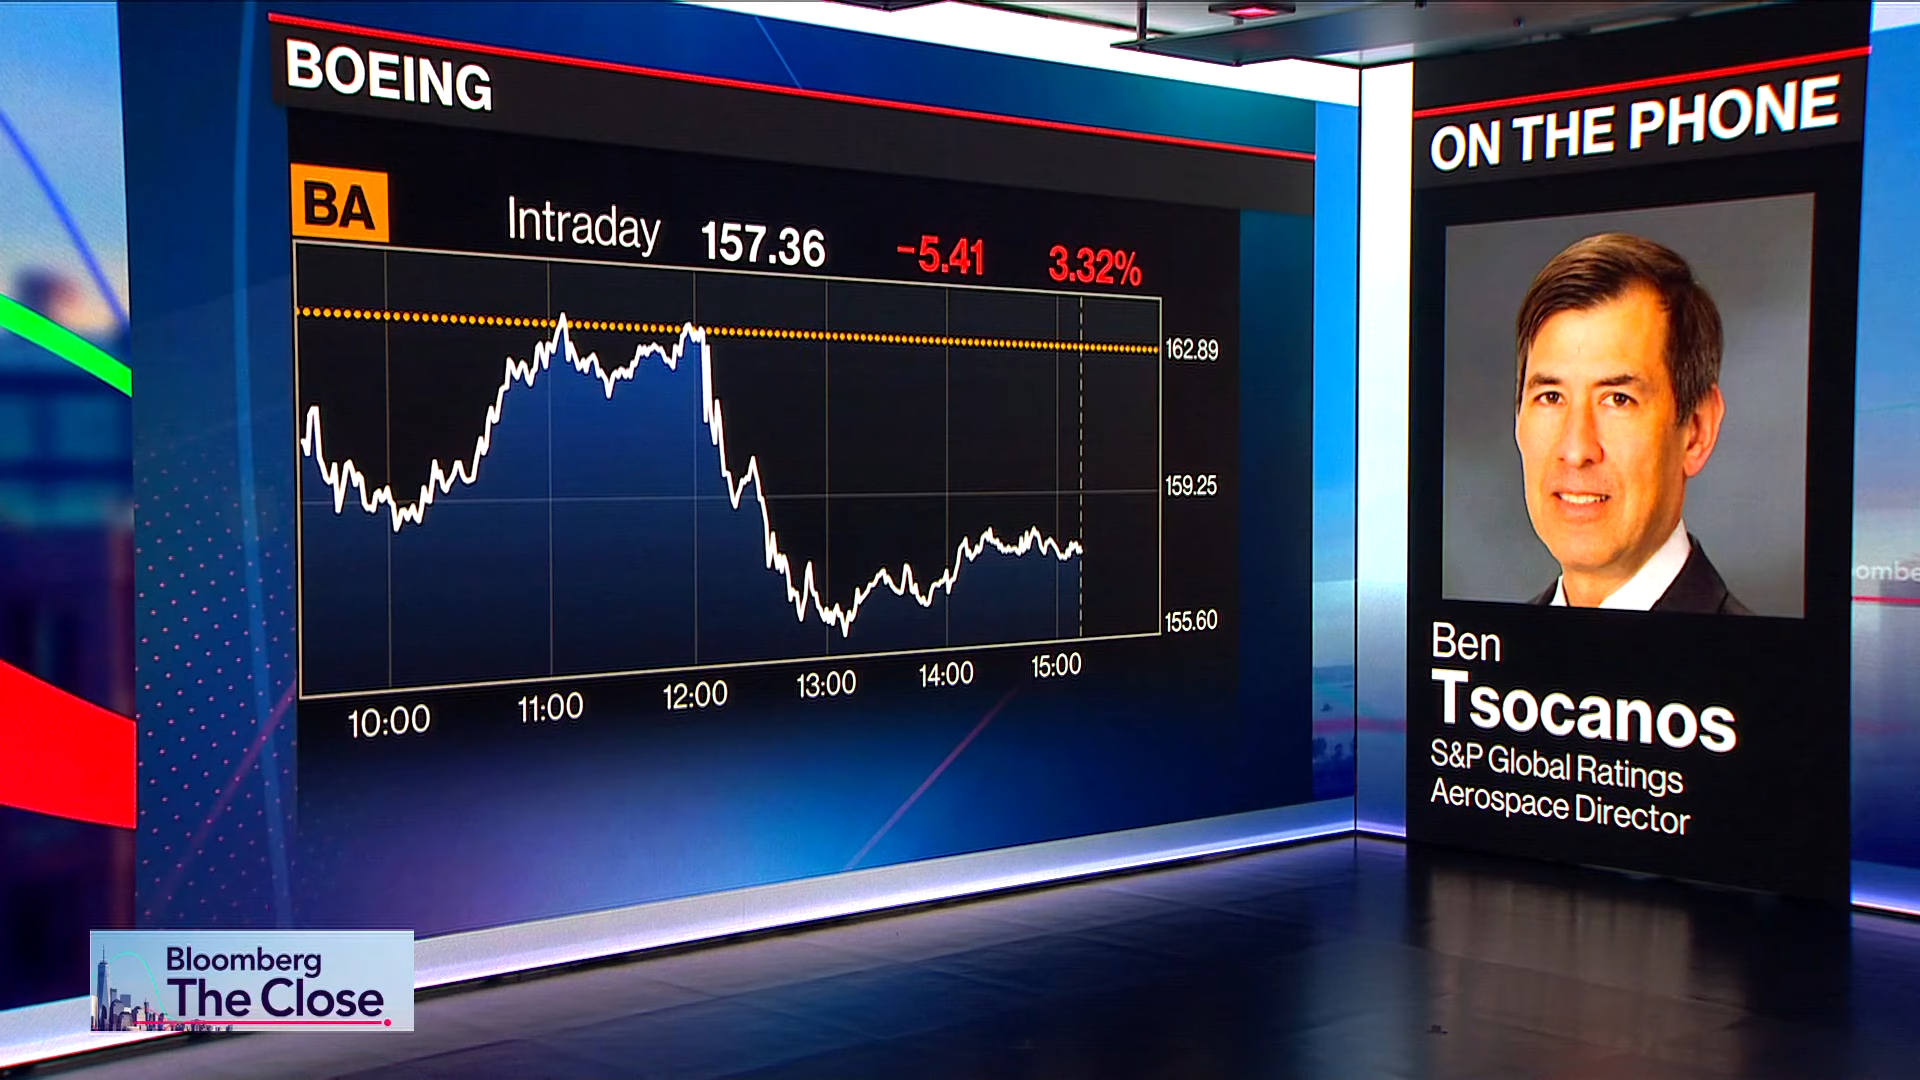 BOEING
BA
Intraday 157.36 -5.41 3.32%
162.89
159.25
155.60
10:00 11:00 12:00 13:00 14:00 15:00
ON THE PHONE
Ben
Tsocanos
S&P Global Ratings
Aerospace Director
Bloomberg
The Close